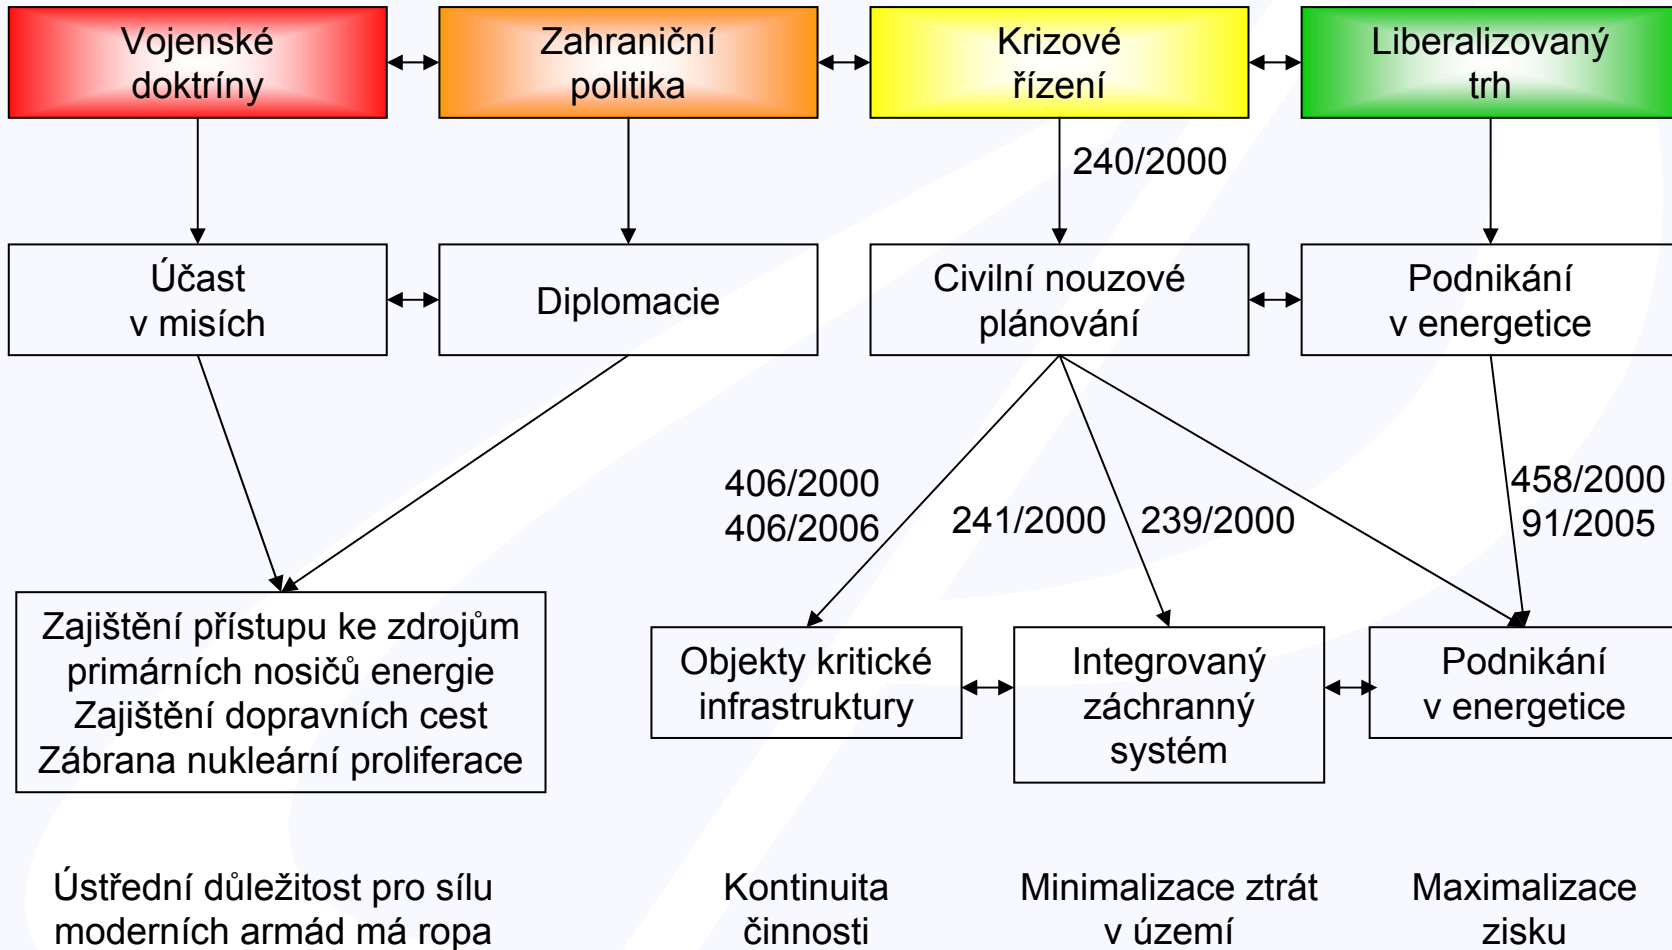 Vojenské
doktríny
Zahraniční
politika
Krizové
řízení
Liberalizovaný
trh
240/2000
Účast
v misích
Diplomacie
Civilní nouzové
plánování
Podnikání
v energetice
406/2000
406/2006
241/2000
239/2000
458/2000
91/2005
Zajištění přístupu ke zdrojům
primárních nosičů energie
Zajištění dopravních cest
Zábrana nukleární proliferace
Objekty kritické
infrastruktury
Integrovaný
záchranný
systém
Podnikání
v energetice
Ústřední důležitost pro sílu
moderních armád má ropa
Kontinuita
činnosti
Minimalizace ztrát
v území
Maximalizace
zisku